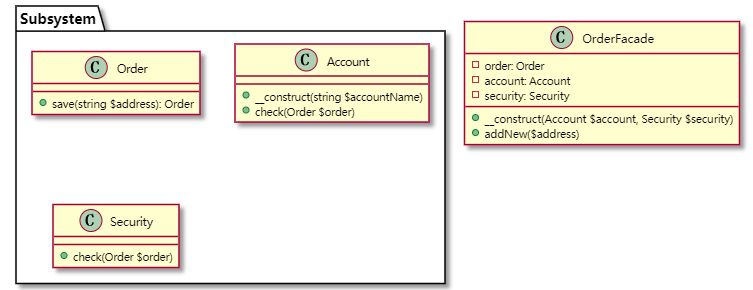 Subsystem
C Order
save(string $address): Order
C Account
__construct(string $accountName)
check(Order $order)
C Security
check(Order $order)
C OrderFacade
order: Order
account: Account
security: Security
__construct(Account $account, Security $security)
addNew($address)